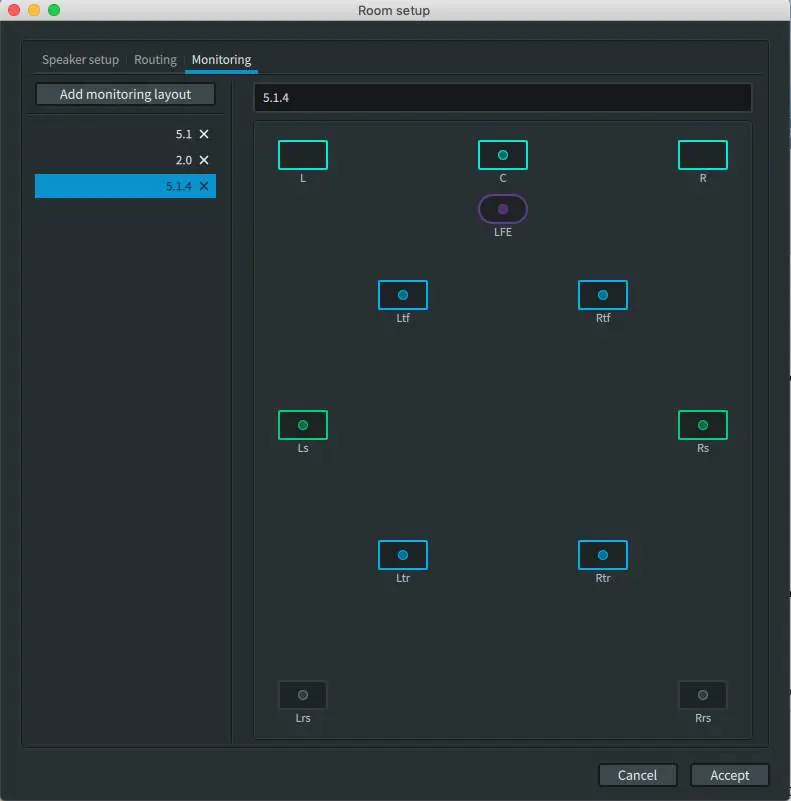 Room setup
Speaker setup Routing Monitoring
Add monitoring layout
5.1.4
5.1
2.0
5.1.4
L C R
LFE
Ltf Rtf
Ls Rs
Ltr Rtr
Lrs Rrs
Cancel Accept